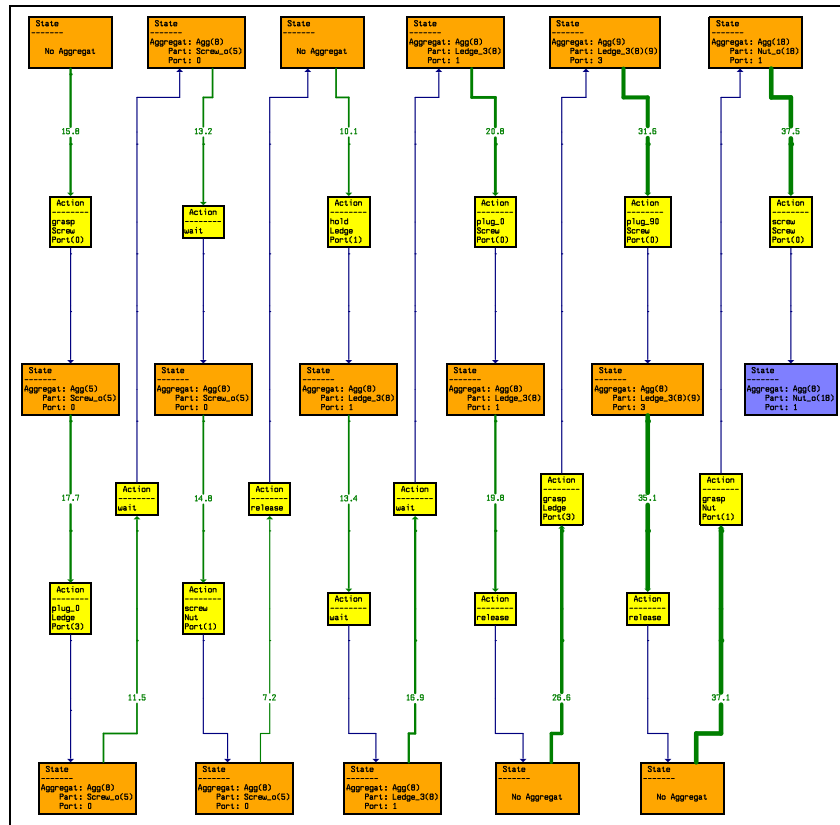 State
-------
No Aggregat
State
-------
Aggregat: Agg(8)
Part: Screw_o(5)
Port: 0
State
-------
No Aggregat
State
-------
Aggregat: Agg(8)
Part: Ledge_3(8)
Port: 1
State
-------
Aggregat: Agg(9)
Part: Ledge_3(8)(9)
Port: 3
State
-------
Aggregat: Agg(18)
Part: Nut_o(18)
Port: 1
15.8
13.2
10.1
20.8
31.6
37.5
Action
--------
grasp
Screw
Port(0)
Action
--------
wait
Action
--------
hold
Ledge
Port(1)
Action
--------
plug_0
Screw
Port(0)
Action
--------
plug_90
Screw
Port(0)
Action
--------
screw
Screw
Port(0)
State
-------
Aggregat: Agg(5)
Part: Screw_o(5)
Port: 0
State
-------
Aggregat: Agg(8)
Part: Screw_o(5)
Port: 0
State
-------
Aggregat: Agg(8)
Part: Ledge_3(8)
Port: 1
State
-------
Aggregat: Agg(8)
Part: Ledge_3(8)
Port: 1
State
-------
Aggregat: Agg(8)
Part: Ledge_3(8)(9)
Port: 3
State
-------
Aggregat: Agg(8)
Part: Nut_o(18)
Port: 1
17.7
Action
--------
wait
14.8
Action
--------
release
13.4
Action
--------
wait
19.8
Action
--------
grasp
Ledge
Port(3)
35.1
Action
--------
grasp
Nut
Port(1)
Action
--------
plug_0
Ledge
Port(3)
Action
--------
screw
Nut
Port(1)
Action
--------
wait
Action
--------
release
Action
--------
release
11.5
7.2
16.9
26.6
37.1
State
-------
Aggregat: Agg(8)
Part: Screw_o(5)
Port: 0
State
-------
Aggregat: Agg(8)
Part: Screw_o(5)
Port: 0
State
-------
Aggregat: Agg(8)
Part: Ledge_3(8)
Port: 1
State
-------
No Aggregat
State
-------
No Aggregat